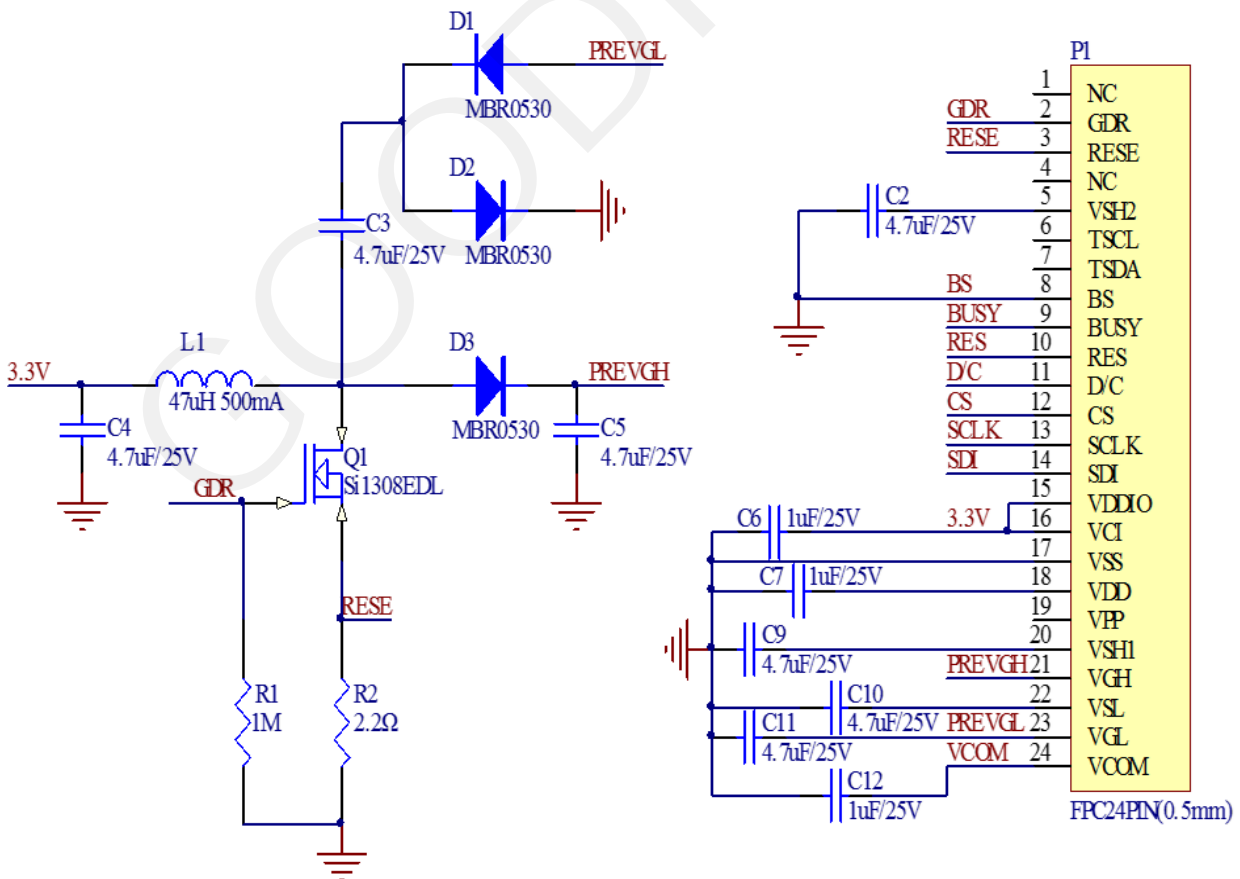 D1
PREVGL
MBR0530
D2
MBR0530
C3
4.7uF/25V
L1
3.3V
47uH 500mA
C4
4.7uF/25V
D3
PREVGH
MBR0530
C5
4.7uF/25V
Q1
Si1308EDL
GDR
RESE
R1
1M
R2
2.2Ω
P1
1 NC
GDR 2 GDR
RESE 3 RESE
4 NC
C2
4.7uF/25V
5 VSH2
6 TSCL
7 TSDA
BS 8 BS
BUSY 9 BUSY
RES 10 RES
D/C 11 D/C
CS 12 CS
SCLK 13 SCLK
SDI 14 SDI
15 VDDIO
C6 1uF/25V 3.3V 16 VCI
17 VSS
C7 1uF/25V 18 VDD
19 VPP
C9
4.7uF/25V
20 VSH1
PREVGH 21 VGH
C10
4.7uF/25V
22 VSL
C11
4.7uF/25V
PREVGL 23 VGL
VCOM 24 VCOM
C12
1uF/25V
FPC24PIN(0.5mm)
GOOD